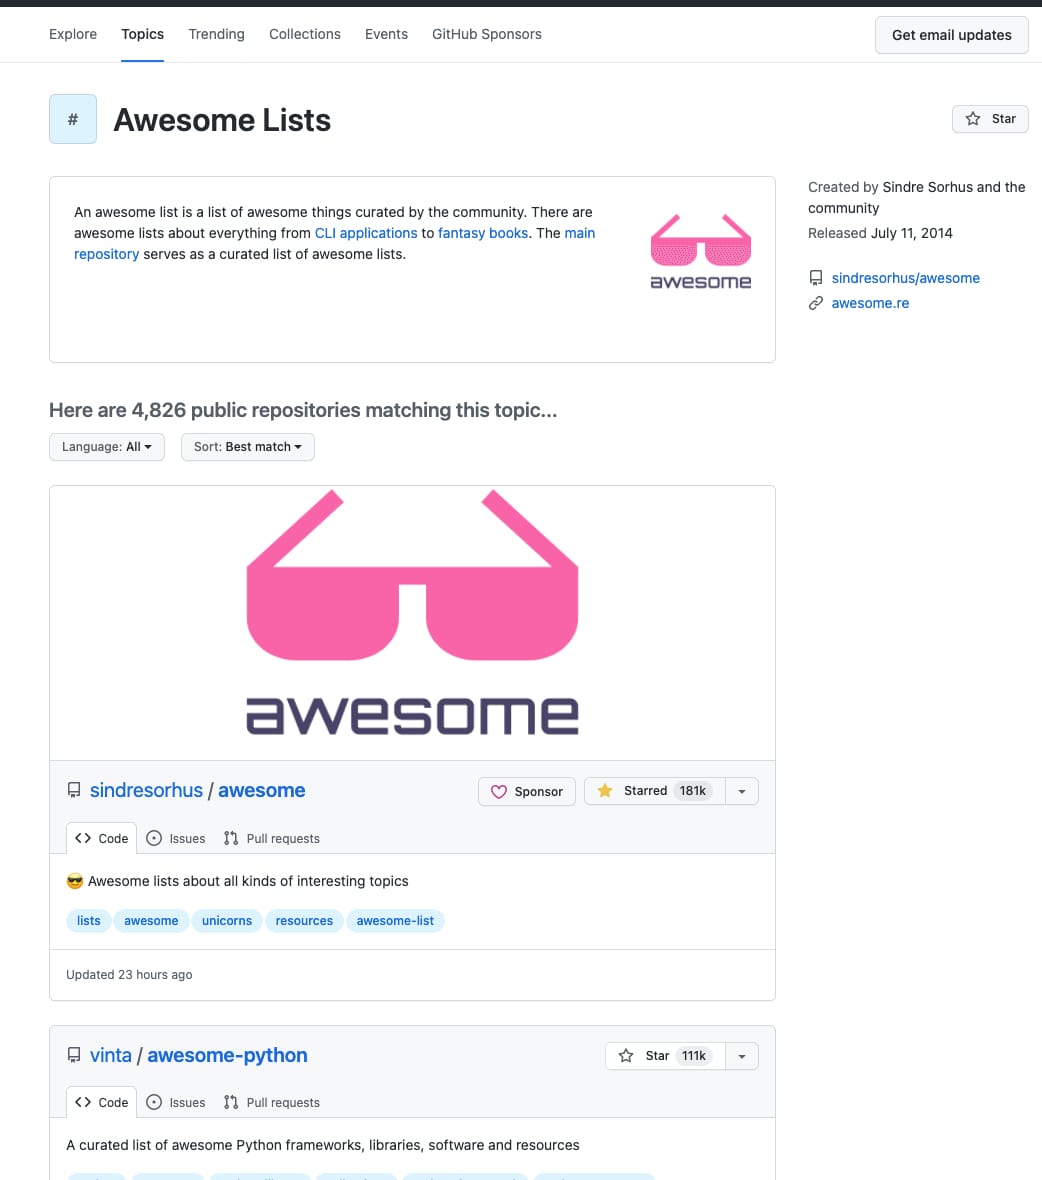 Explore Topics Trending Collections Events GitHub Sponsors Get email updates
# Awesome Lists
Star
An awesome list is a list of awesome things curated by the community. There are
awesome lists about everything from CLI applications to fantasy books. The main
repository serves as a curated list of awesome lists.
awesome
Created by Sindre Sorhus and the
community
Released July 11, 2014
sindresorhus/awesome
awesome.re
Here are 4,826 public repositories matching this topic...
Language: All Sort: Best match
awesome
sindresorhus / awesome
Sponsor Starred 181k
Code Issues Pull requests
😎 Awesome lists about all kinds of interesting topics
lists awesome unicorns resources awesome-list
Updated 23 hours ago
vinta / awesome-python
Star 111k
Code Issues Pull requests
A curated list of awesome Python frameworks, libraries, software and resources